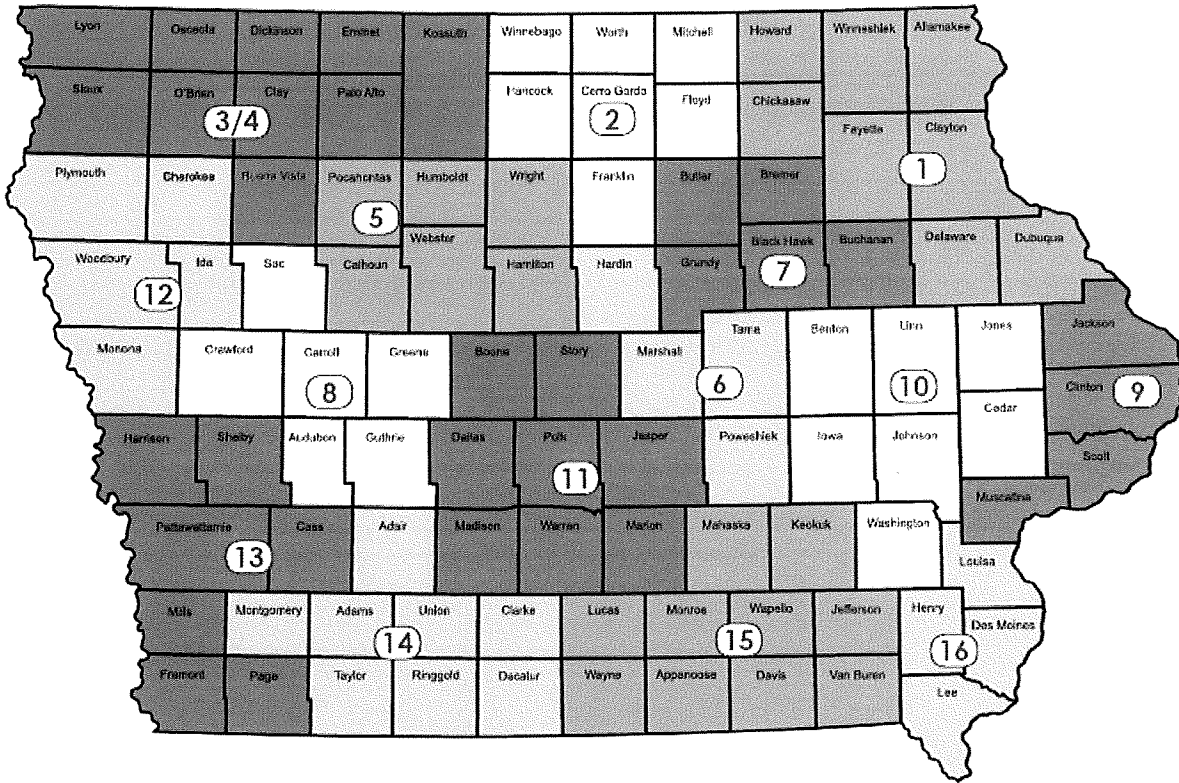 Lyon Osceola Dickinson Emmet Kossuth Winnebago Worth Mitchell Howard Winneshiek Allamakee
Sioux O'Brien Clay Palo Alto Hancock Cerro Gordo Floyd Chickasaw
3/4 2
Fayette Clayton
1
Plymouth Cherokee Buena Vista Pocahontas Humboldt Wright Franklin Butler Bremer
5
Webster Black Hawk Buchanan Delaware Dubuque
Woodbury Ida Sac Calhoun Hamilton Hardin Grundy
12 7
Jackson
Monona Crawford Carroll Greene Boone Story Marshall Tama Benton Linn Jones
8 6 10 9
Clinton
Cedar
Harrison Shelby Audubon Guthrie Dallas Polk Jasper Poweshiek Iowa Johnson
Scott
11
Muscatine
Pottawattamie Cass Adair Madison Warren Marion Mahaska Keokuk Washington
13
Louisa
Mills Montgomery Adams Union Clarke Lucas Monroe Wapello Jefferson Henry
Des Moines
14 15 16
Fremont Page Taylor Ringgold Decatur Wayne Appanoose Davis Van Buren Lee